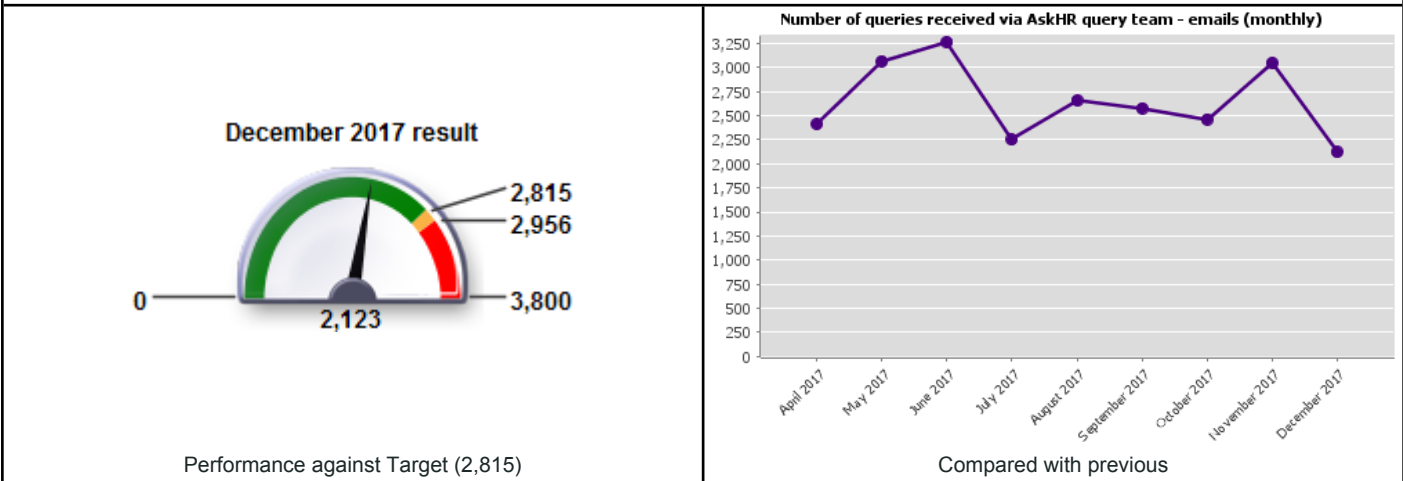 December 2017 result
2,815
2,956
0
3,800
2,123
Performance against Target (2,815)
Number of queries received via AskHR query team - emails (monthly)
3,250
3,000
2,750
2,500
2,250
2,000
1,750
1,500
1,250
1,000
750
500
250
0
April 2017
May 2017
June 2017
July 2017
August 2017
September 2017
October 2017
November 2017
December 2017
Compared with previous